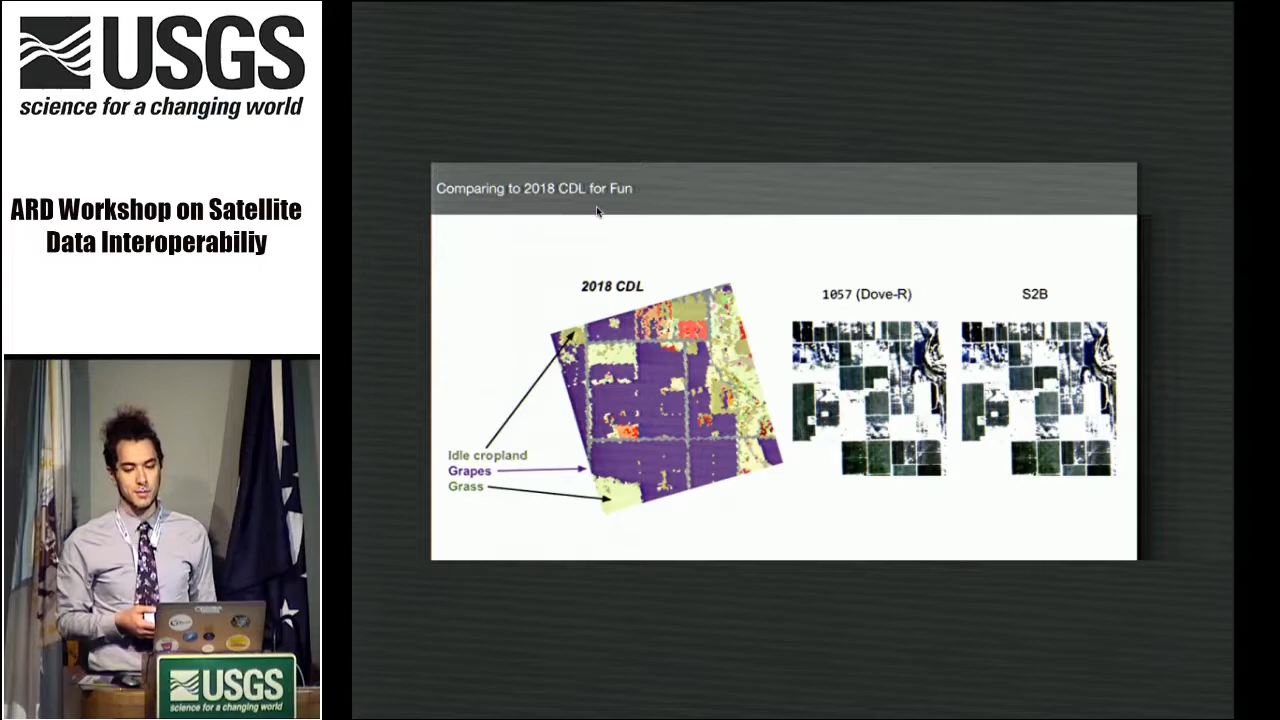 USGS
science for a changing world
ARD Workshop on Satellite
Data Interoperabiliy
Comparing to 2018 CDL for Fun
2018 CDL
1057 (Dove-R)
S2B
Idle cropland
Grapes
Grass
USGS
science for a changing world